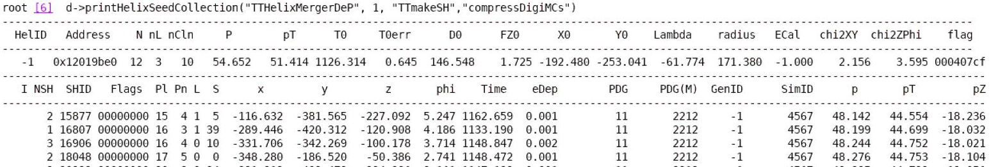 root [6]  d->printHelixSeedCollection("TTHelixMergerDeP", 1, "TTmakeSH","compressDigiMCs")
HelID   Address    N nL nCln     P        pT      T0     T0err      D0      FZ0      X0       Y0    Lambda    radius   ECal   chi2XY  chi2ZPhi    flag
-1   0x12019be0  12  3   10   54.652   51.414 1126.314   0.645  146.548    1.725 -192.480 -253.041  -61.774  171.380  -1.000    2.156    3.595 000407cf
I NSH  SHID   Flags  Pl Pn L  S      x         y         z       phi    Time    eDep        PDG     PDG(M)  GenID      SimID      p       pT         pZ
2 15877 00000000 15  4 1  5  -116.632  -381.565  -227.092  5.247 1162.659  0.001         11       2212     -1       4567  48.142  44.554  -18.236
1 16807 00000000 16  3 1 39  -289.446  -420.312  -120.908  4.186 1133.190  0.001         11       2212     -1       4567  48.199  44.699  -18.032
3 16906 00000000 16  4 0 10  -331.706  -342.269  -100.178  3.714 1148.847  0.002         11       2212     -1       4567  48.244  44.752  -18.021
2 18048 00000000 17  5 0  0  -348.280  -186.520   -50.386  2.741 1148.472  0.001         11       2212     -1       4567  48.276  44.753  -18.104